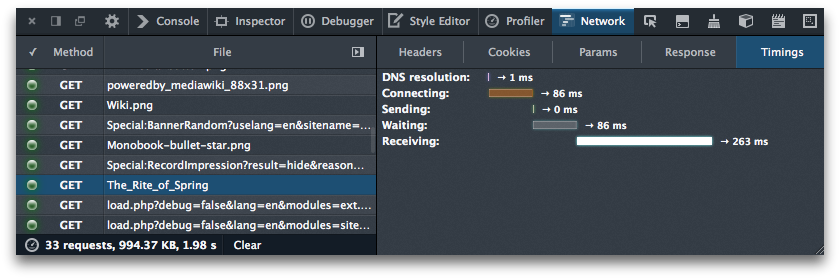 Console Inspector Debugger Style Editor Profiler Network
✓ Method File
Headers Cookies Params Response Timings
GET poweredby_mediawiki_88x31.png
GET Wiki.png
GET Special:BannerRandom?uselang=en&sitename=…
GET Monobook-bullet-star.png
GET Special:RecordImpression?result=hide&reason…
GET The_Rite_of_Spring
GET load.php?debug=false&lang=en&modules=ext.…
GET load.php?debug=false&lang=en&modules=site…
33 requests, 994.37 KB, 1.98 s Clear
DNS resolution: → 1 ms
Connecting: → 86 ms
Sending: → 0 ms
Waiting: → 86 ms
Receiving: → 263 ms